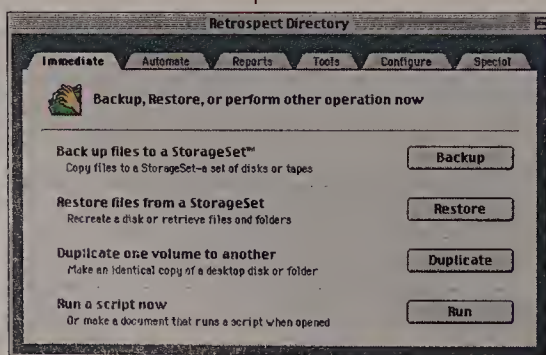 Retrospect Directory
Immediate Automate Reports Tools Configure Special
Backup, Restore, or perform other operation now
Back up files to a StorageSet™
Copy files to a StorageSet–a set of disks or tapes
Backup
Restore files from a StorageSet
Recreate a disk or retrieve files and folders
Restore
Duplicate one volume to another
Make an identical copy of a desktop disk or folder
Duplicate
Run a script now
Or make a document that runs a script when opened
Run